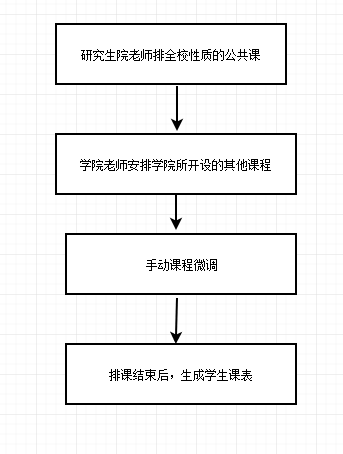 研究生院老师排全校性质的公共课
学院老师安排学院所开设的其他课程
手动课程微调
排课结束后，生成学生课表